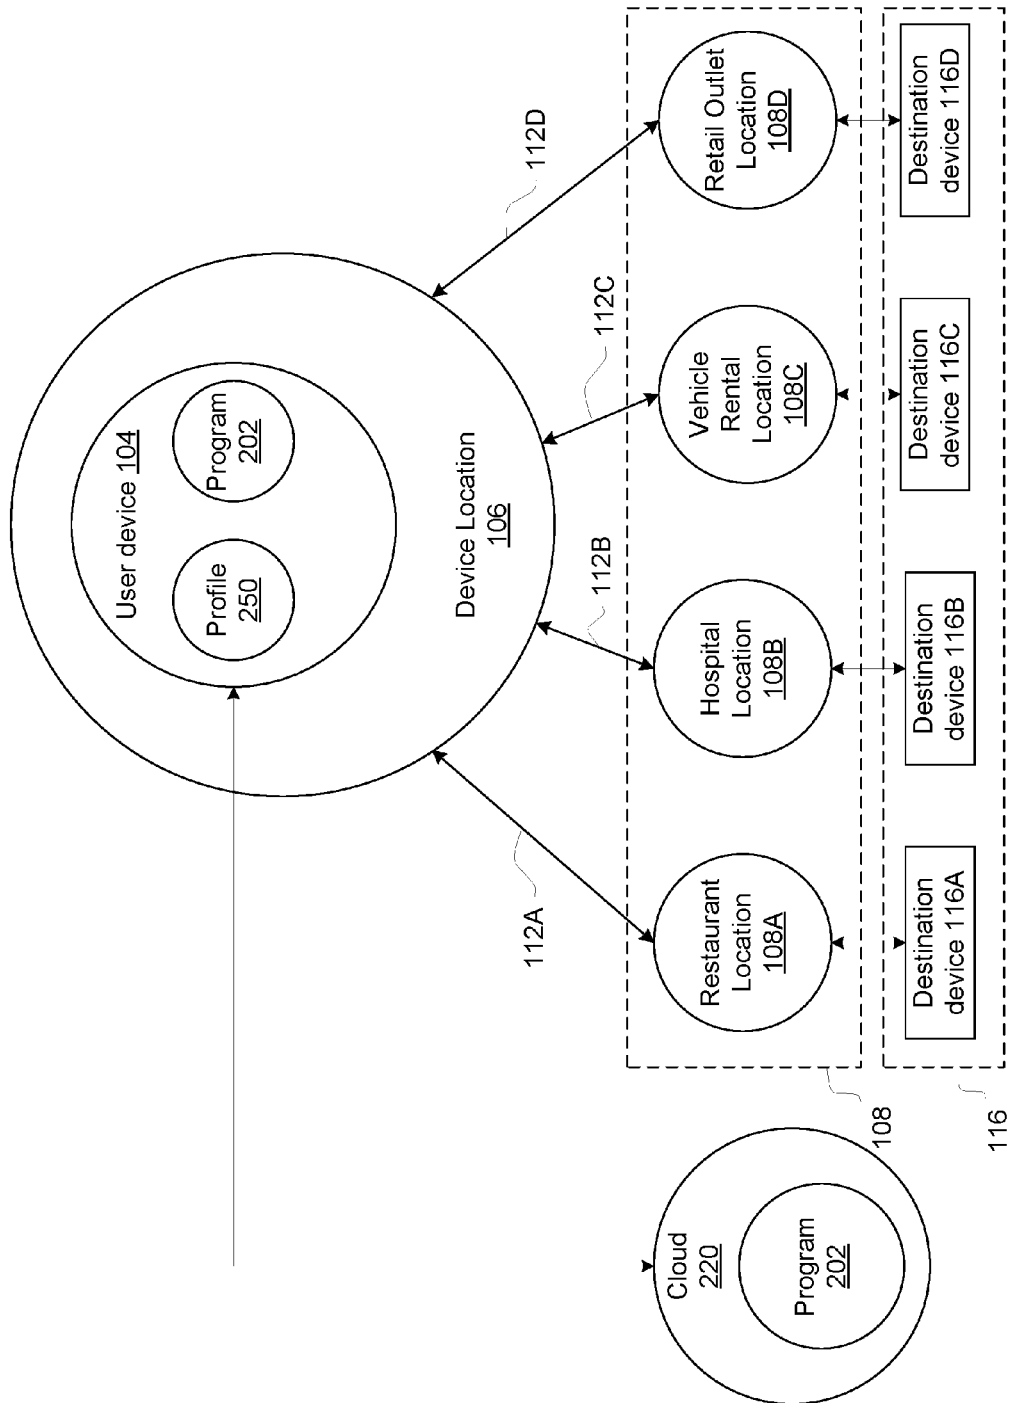 User device 104
Profile
250
Program
202
Device Location
106
112A
112B
112C
112D
Restaurant
Location
108A
Hospital
Location
108B
Vehicle
Rental
Location
108C
Retail Outlet
Location
108D
Cloud
220
Program
202
108
Destination
device 116A
Destination
device 116B
Destination
device 116C
Destination
device 116D
116